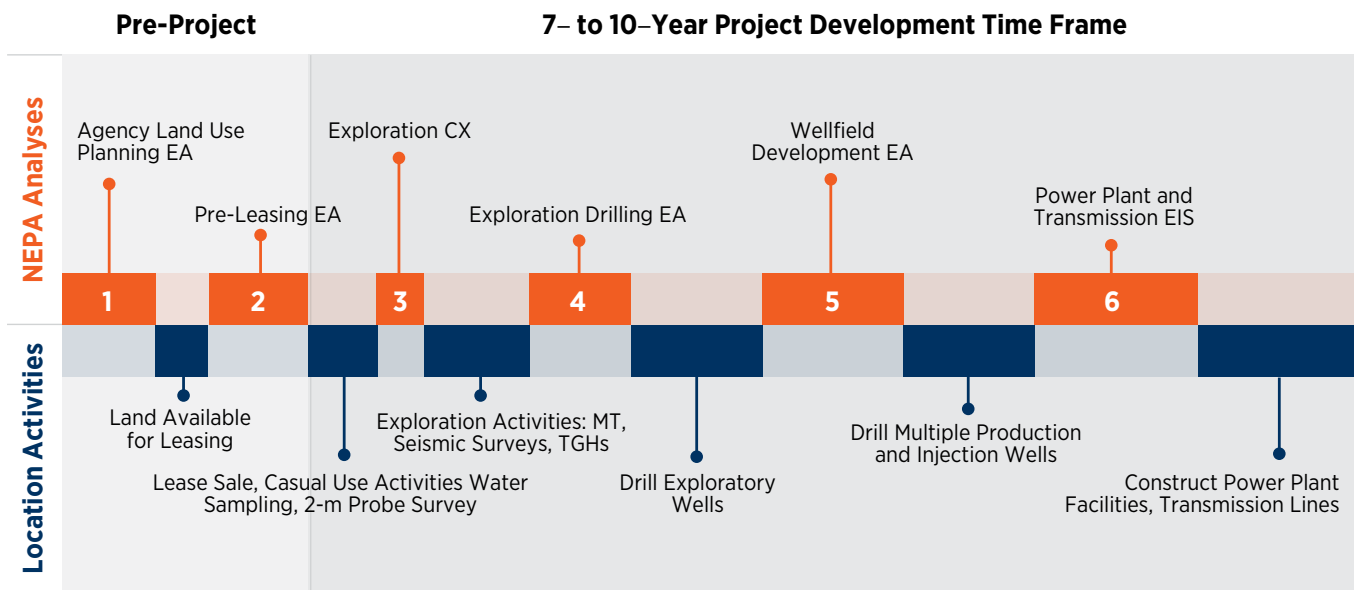 Pre-Project
7– to 10–Year Project Development Time Frame
NEPA Analyses
Agency Land Use
Planning EA
Pre-Leasing EA
Exploration CX
Exploration Drilling EA
Wellfield
Development EA
Power Plant and
Transmission EIS
1
2
3
4
5
6
Location Activities
Land Available
for Leasing
Lease Sale, Casual Use Activities Water
Sampling, 2-m Probe Survey
Exploration Activities: MT,
Seismic Surveys, TGHs
Drill Exploratory
Wells
Drill Multiple Production
and Injection Wells
Construct Power Plant
Facilities, Transmission Lines